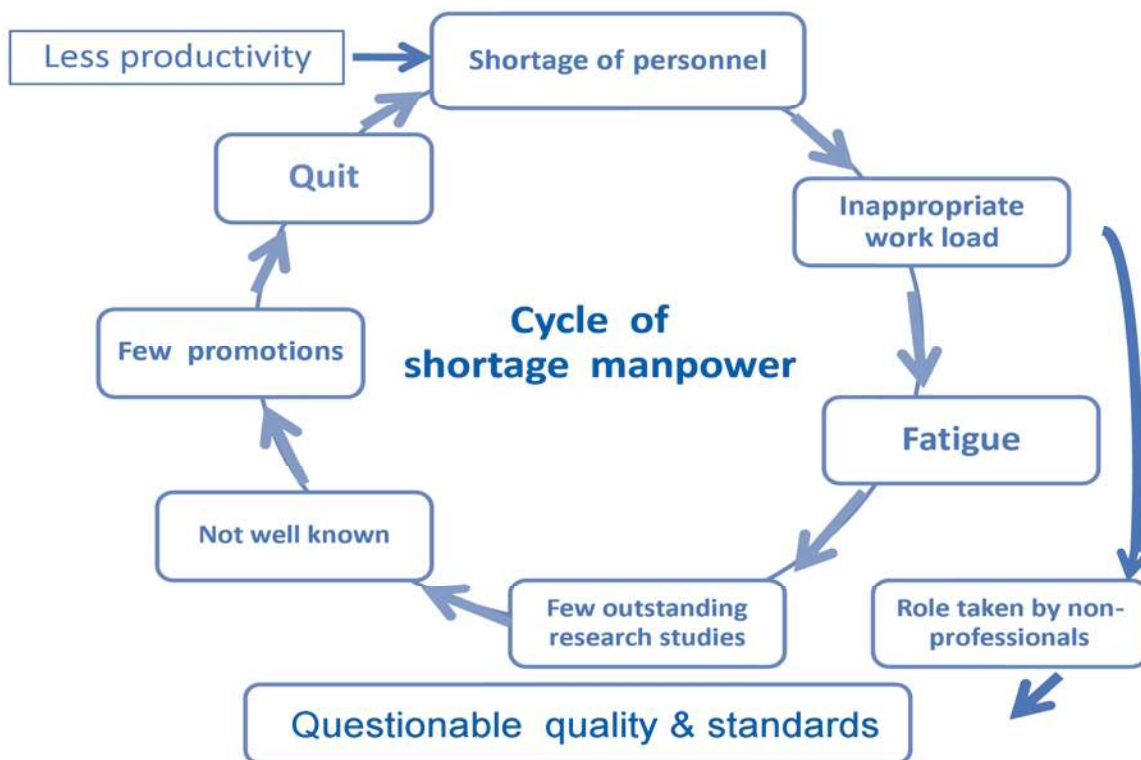 Less productivity
Shortage of personnel
Quit
Inappropriate
work load
Cycle of
shortage manpower
Few promotions
Fatigue
Not well known
Few outstanding
research studies
Role taken by non-
professionals
Questionable quality & standards